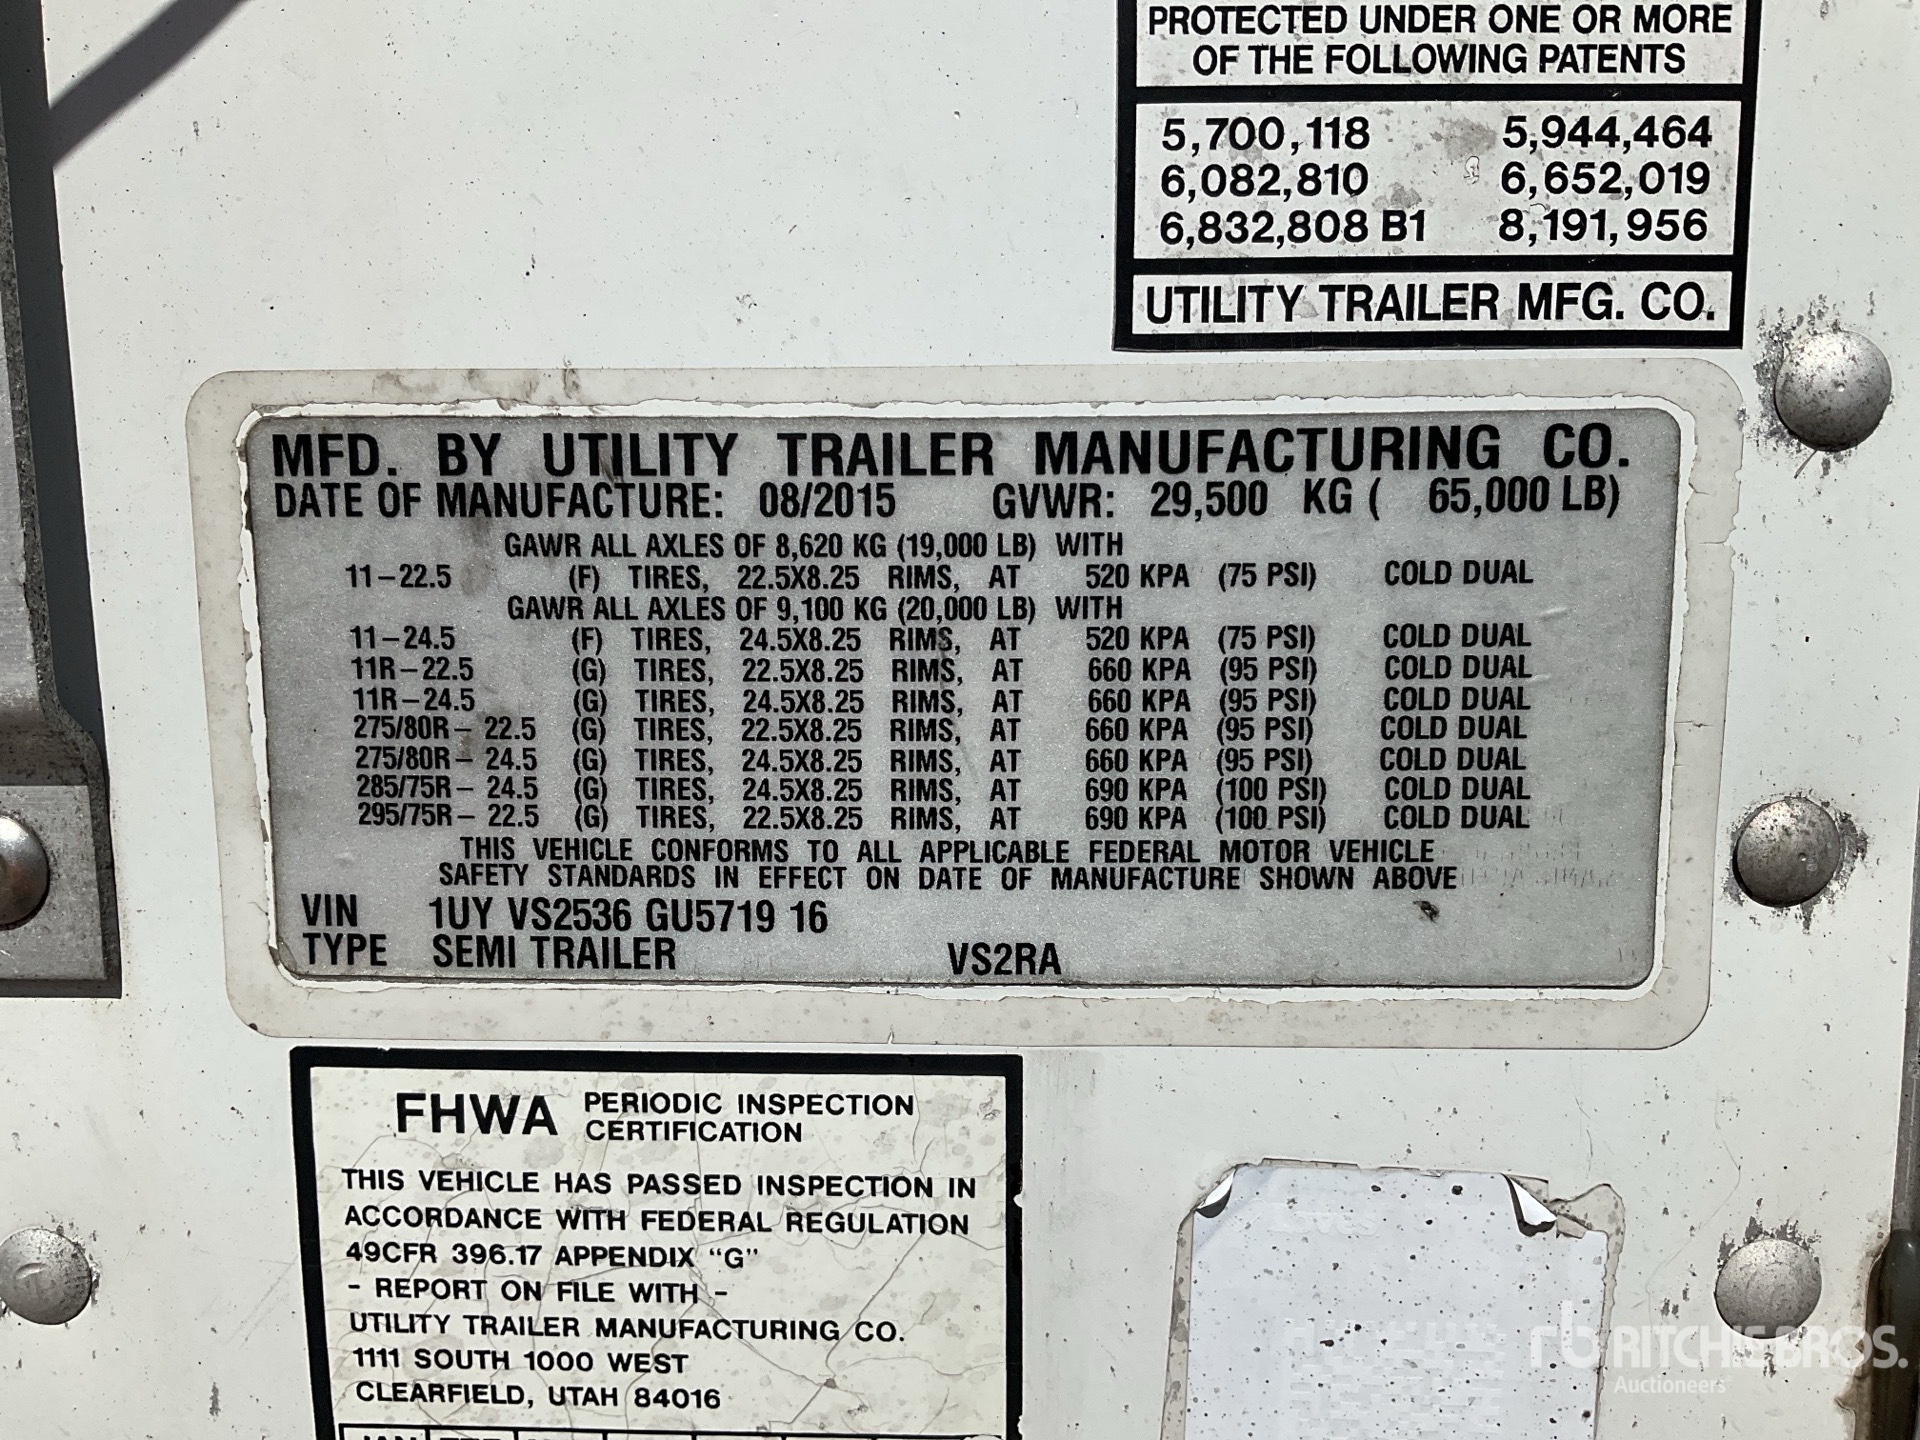 PROTECTED UNDER ONE OR MORE
OF THE FOLLOWING PATENTS
5,700,118 5,944,464
6,082,810 6,652,019
6,832,808 B1 8,191,956
UTILITY TRAILER MFG. CO.
MFD. BY UTILITY TRAILER MANUFACTURING CO.
DATE OF MANUFACTURE: 08/2015 GVWR: 29,500 KG ( 65,000 LB)
GAWR ALL AXLES OF 8,620 KG (19,000 LB) WITH
11-22.5 (F) TIRES, 22.5X8.25 RIMS, AT 520 KPA (75 PSI) COLD DUAL
GAWR ALL AXLES OF 9,100 KG (20,000 LB) WITH
11-24.5 (F) TIRES, 24.5X8.25 RIMS, AT 520 KPA (75 PSI) COLD DUAL
11R-22.5 (G) TIRES, 22.5X8.25 RIMS, AT 660 KPA (95 PSI) COLD DUAL
11R-24.5 (G) TIRES, 24.5X8.25 RIMS, AT 660 KPA (95 PSI) COLD DUAL
275/80R- 22.5 (G) TIRES, 22.5X8.25 RIMS, AT 660 KPA (95 PSI) COLD DUAL
275/80R- 24.5 (G) TIRES, 24.5X8.25 RIMS, AT 660 KPA (95 PSI) COLD DUAL
285/75R- 24.5 (G) TIRES, 24.5X8.25 RIMS, AT 690 KPA (100 PSI) COLD DUAL
295/75R- 22.5 (G) TIRES, 22.5X8.25 RIMS, AT 690 KPA (100 PSI) COLD DUAL
THIS VEHICLE CONFORMS TO ALL APPLICABLE FEDERAL MOTOR VEHICLE
SAFETY STANDARDS IN EFFECT ON DATE OF MANUFACTURE SHOWN ABOVE
VIN 1UY VS2536 GU5719 16
TYPE SEMI TRAILER VS2RA
FHWA PERIODIC INSPECTION
CERTIFICATION
THIS VEHICLE HAS PASSED INSPECTION IN
ACCORDANCE WITH FEDERAL REGULATION
49CFR 396.17 APPENDIX "G"
- REPORT ON FILE WITH -
UTILITY TRAILER MANUFACTURING CO.
1111 SOUTH 1000 WEST
CLEARFIELD, UTAH 84016
JAN FEB
rb RITCHIE BROS.
Auctioneers